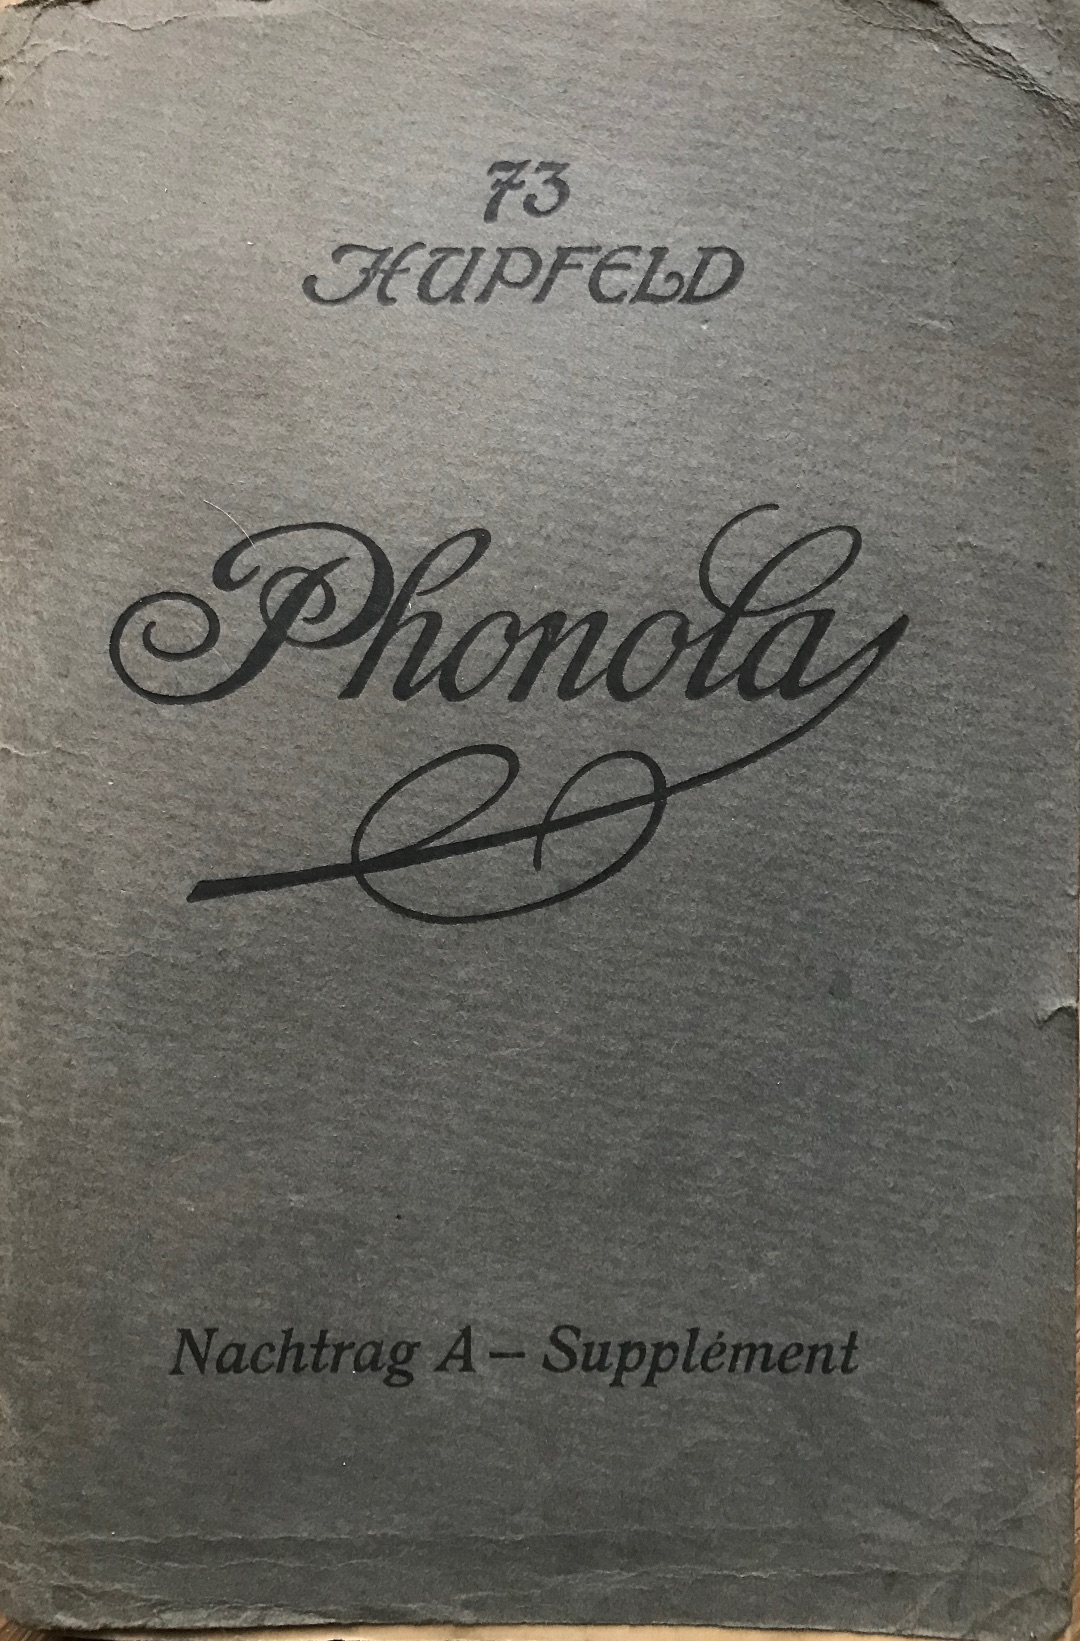 73
HUPFELD
Phonola
Nachtrag A – Supplément